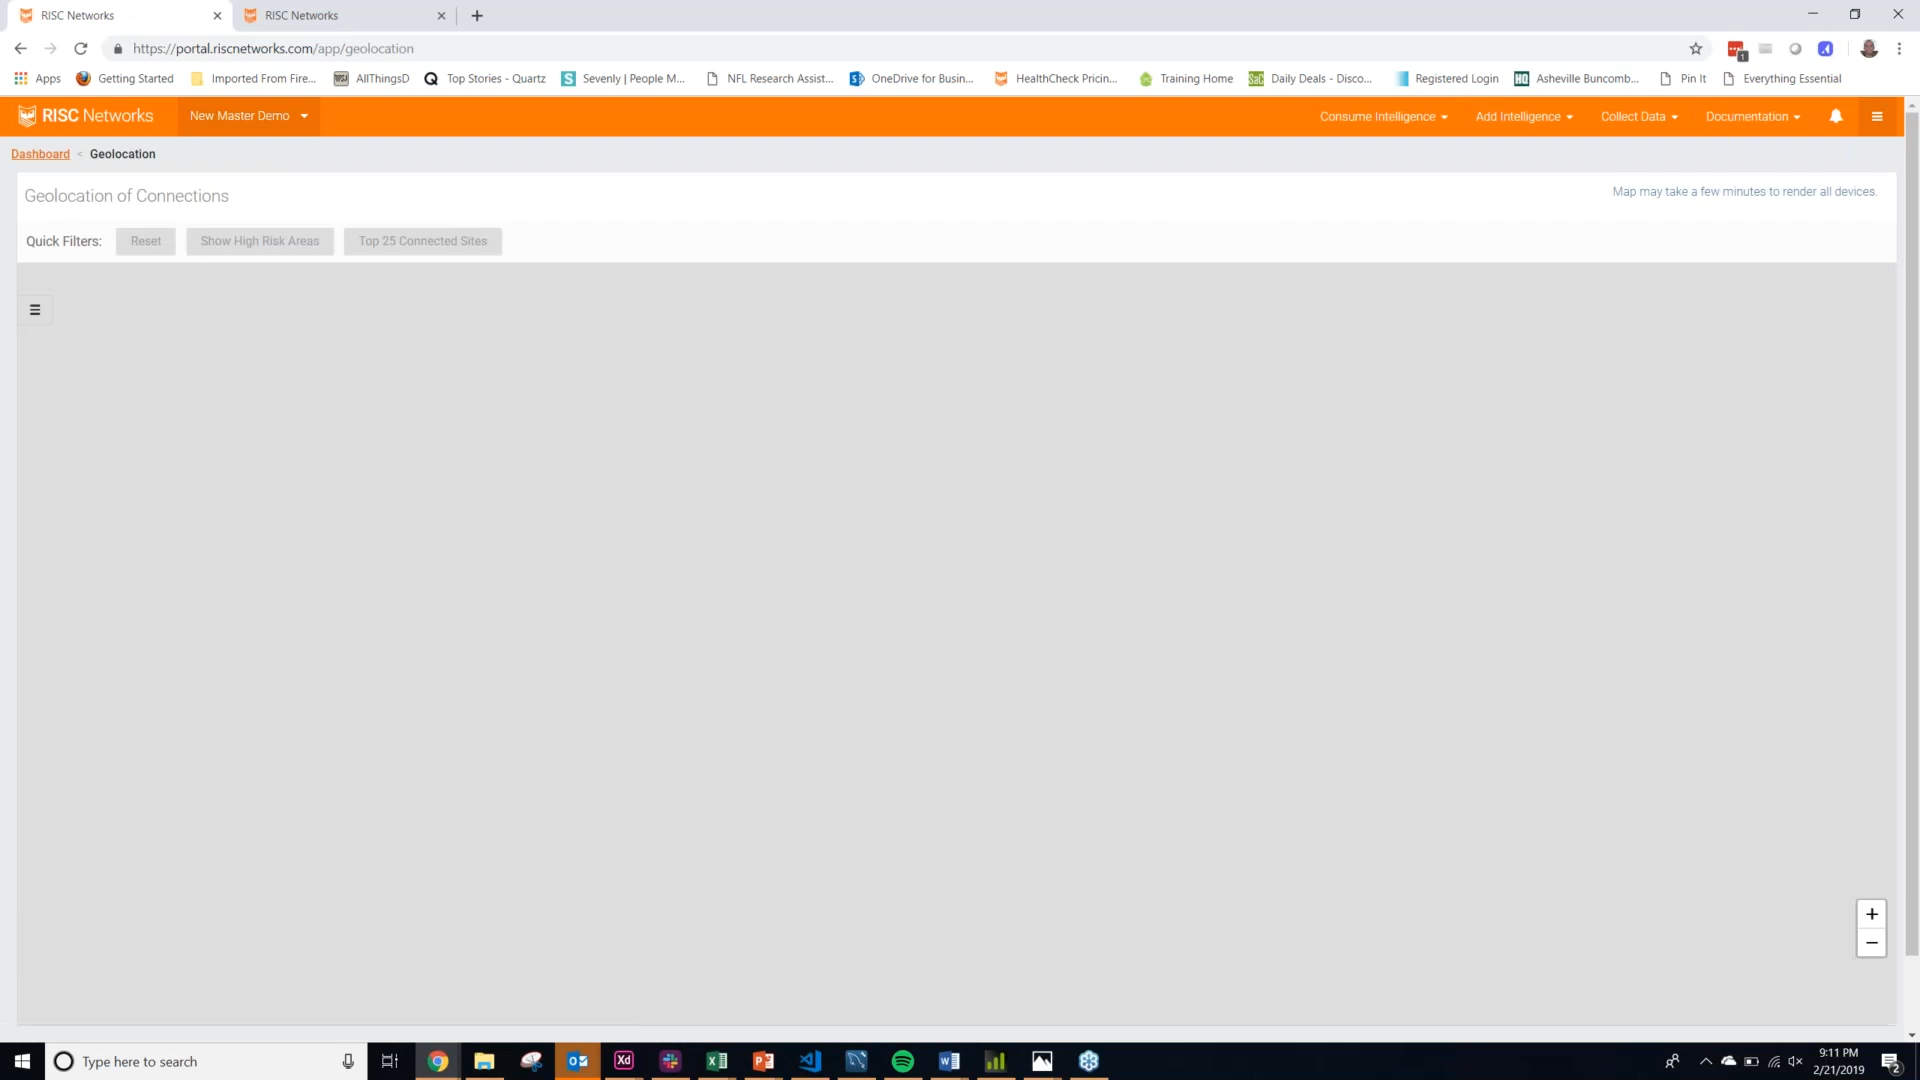 RISC Networks
RISC Networks
https://portal.riscnetworks.com/app/geolocation
1
Apps
Getting Started
Imported From Fire...
AllThingsD
Top Stories - Quartz
Sevenly | People M...
NFL Research Assist...
OneDrive for Busin...
HealthCheck Pricin...
Training Home
Daily Deals - Disco...
Registered Login
Asheville Buncomb...
Pin It
Everything Essential
RISC Networks
New Master Demo
Consume Intelligence
Add Intelligence
Collect Data
Documentation
Dashboard < Geolocation
Geolocation of Connections
Map may take a few minutes to render all devices.
Quick Filters:
Reset
Show High Risk Areas
Top 25 Connected Sites
+
−
Type here to search
Xd
9:11 PM
2/21/2019
2